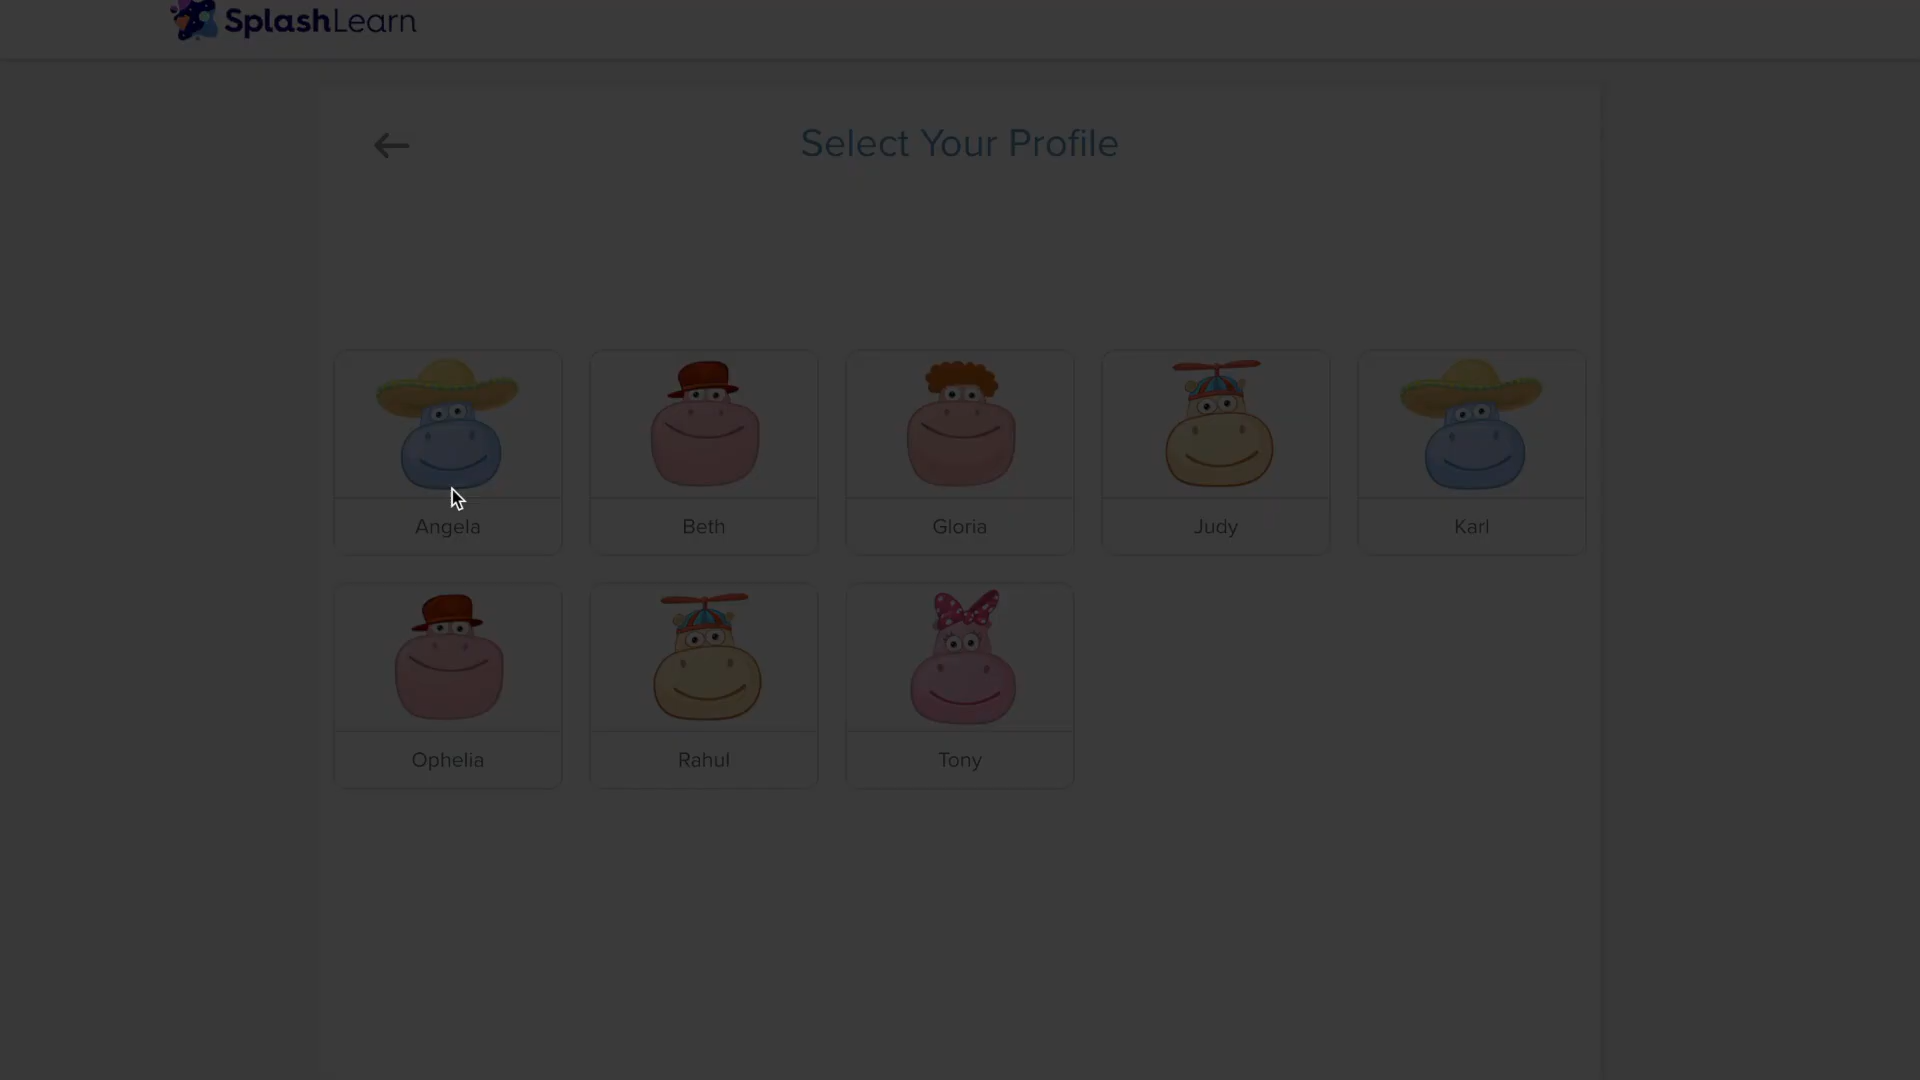 SplashLearn
Select Your Profile
Angela
Beth
Gloria
Judy
Karl
Ophelia
Rahul
Tony